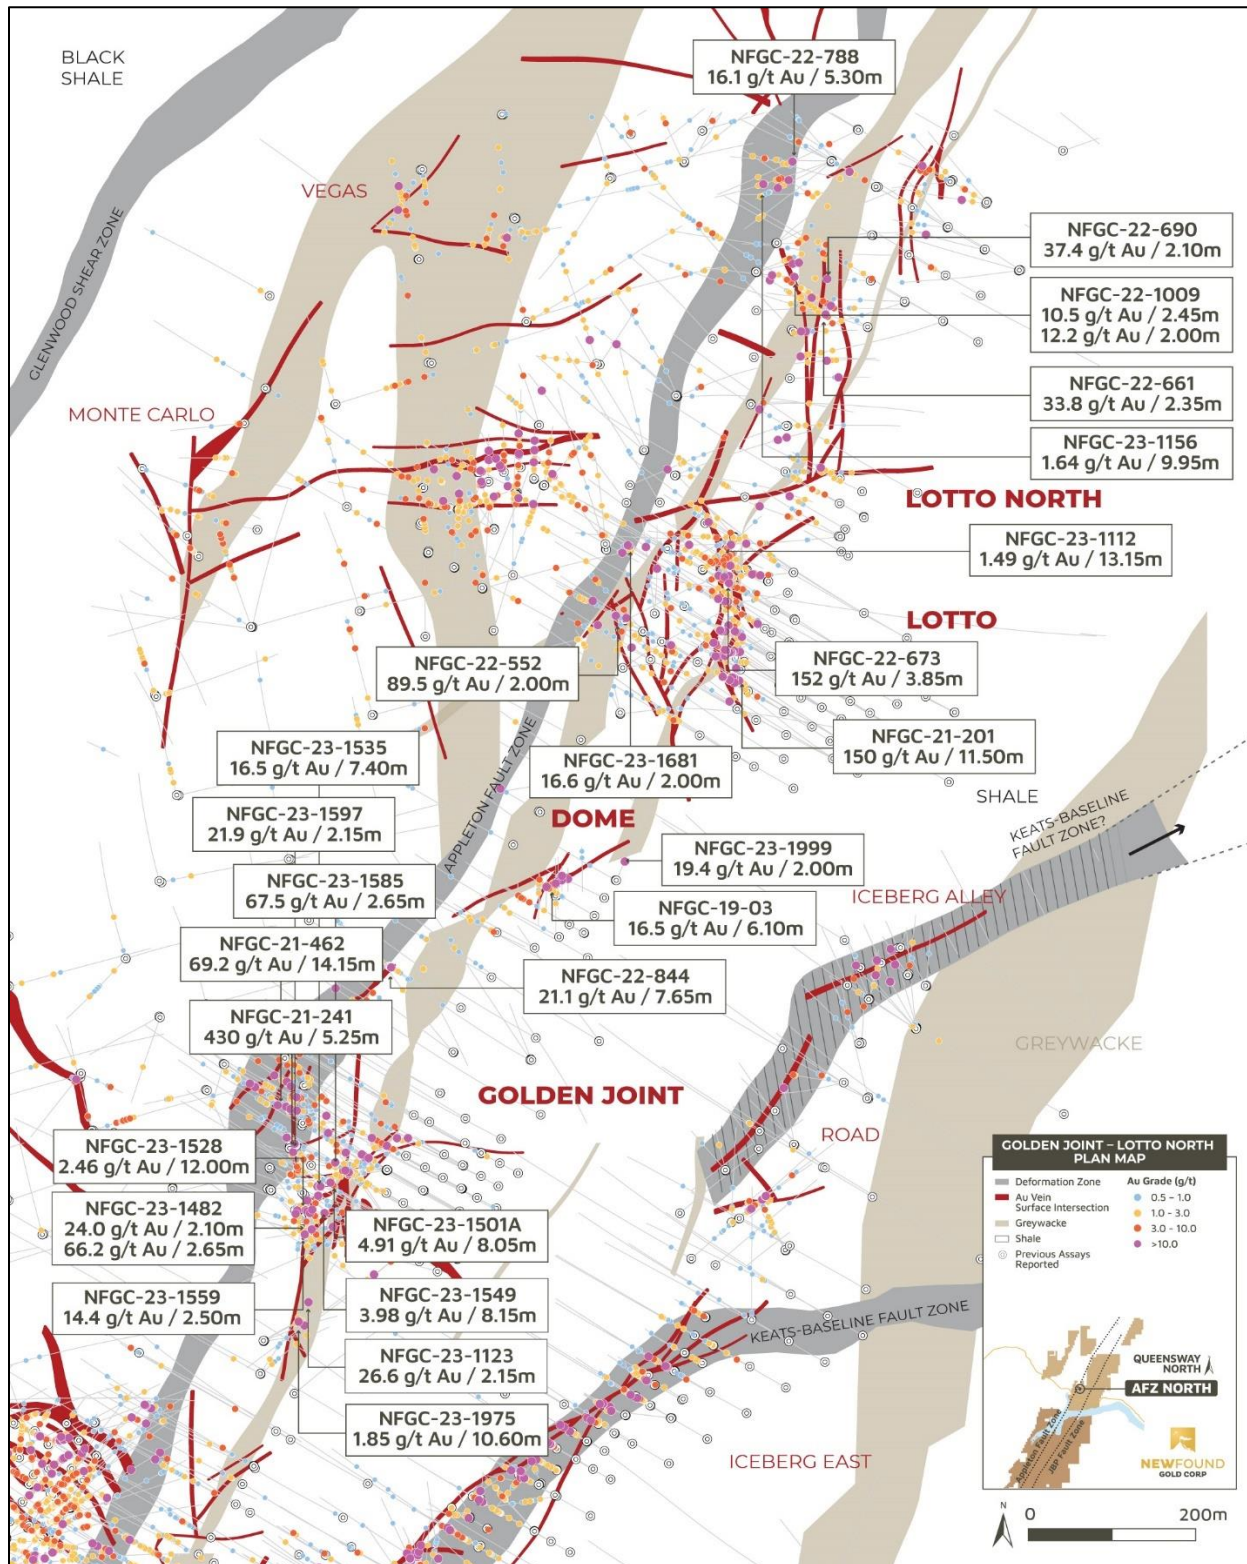 BLACK
SHALE
NFGC-22-788
16.1 g/t Au / 5.30m
VEGAS
GLENWOOD SHEAR ZONE
NFGC-22-690
37.4 g/t Au / 2.10m
NFGC-22-1009
10.5 g/t Au / 2.45m
12.2 g/t Au / 2.00m
NFGC-22-661
33.8 g/t Au / 2.35m
MONTE CARLO
NFGC-23-1156
1.64 g/t Au / 9.95m
LOTTO NORTH
NFGC-23-1112
1.49 g/t Au / 13.15m
LOTTO
NFGC-22-552
89.5 g/t Au / 2.00m
NFGC-22-673
152 g/t Au / 3.85m
NFGC-21-201
150 g/t Au / 11.50m
NFGC-23-1535
16.5 g/t Au / 7.40m
NFGC-23-1681
16.6 g/t Au / 2.00m
SHALE
APPLETON FAULT ZONE
KEATS-BASELINE
FAULT ZONE?
NFGC-23-1597
21.9 g/t Au / 2.15m
DOME
NFGC-23-1999
19.4 g/t Au / 2.00m
NFGC-23-1585
67.5 g/t Au / 2.65m
ICEBERG ALLEY
NFGC-19-03
16.5 g/t Au / 6.10m
NFGC-21-462
69.2 g/t Au / 14.15m
NFGC-22-844
21.1 g/t Au / 7.65m
NFGC-21-241
430 g/t Au / 5.25m
GREYWACKE
GOLDEN JOINT
ROAD
NFGC-23-1528
2.46 g/t Au / 12.00m
NFGC-23-1482
24.0 g/t Au / 2.10m
66.2 g/t Au / 2.65m
NFGC-23-1501A
4.91 g/t Au / 8.05m
NFGC-23-1559
14.4 g/t Au / 2.50m
NFGC-23-1549
3.98 g/t Au / 8.15m
KEATS-BASELINE FAULT ZONE
NFGC-23-1123
26.6 g/t Au / 2.15m
NFGC-23-1975
1.85 g/t Au / 10.60m
ICEBERG EAST
GOLDEN JOINT – LOTTO NORTH
PLAN MAP
Deformation Zone
Au Vein
Surface Intersection
Greywacke
Shale
Previous Assays
Reported
Au Grade (g/t)
0.5 – 1.0
1.0 – 3.0
3.0 – 10.0
>10.0
QUEENSWAY
NORTH
AFZ NORTH
Appleton Fault Zone
JBP Fault Zone
NEWFOUND
GOLD CORP
N
0 200m